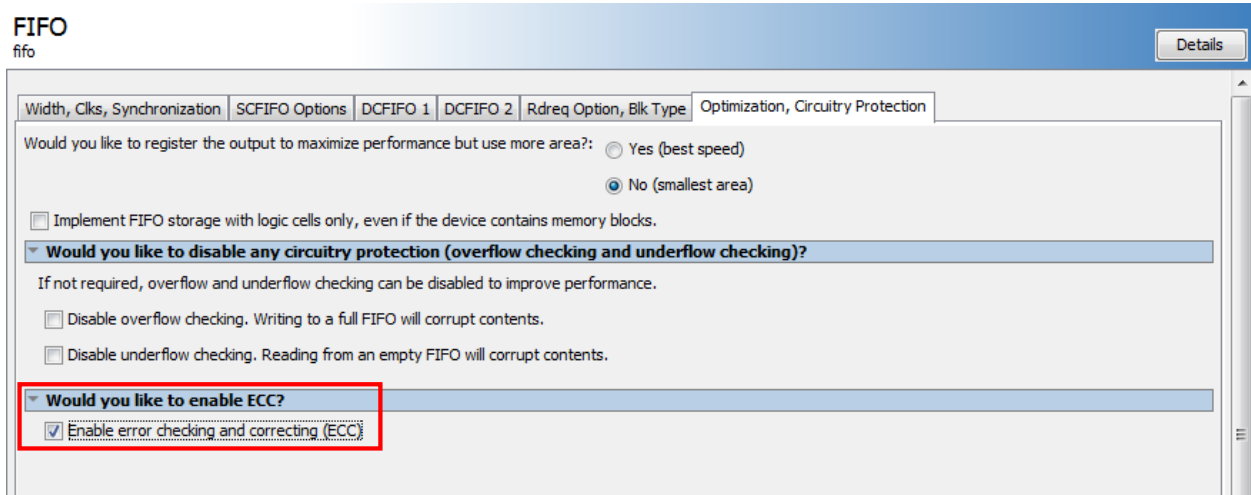 FIFO
fifo
Details
Width, Clks, Synchronization SCFIFO Options DCFIFO 1 DCFIFO 2 Rdreq Option, Blk Type Optimization, Circuitry Protection
Would you like to register the output to maximize performance but use more area?: Yes (best speed)
No (smallest area)
Implement FIFO storage with logic cells only, even if the device contains memory blocks.
Would you like to disable any circuitry protection (overflow checking and underflow checking)?
If not required, overflow and underflow checking can be disabled to improve performance.
Disable overflow checking. Writing to a full FIFO will corrupt contents.
Disable underflow checking. Reading from an empty FIFO will corrupt contents.
Would you like to enable ECC?
Enable error checking and correcting (ECC)